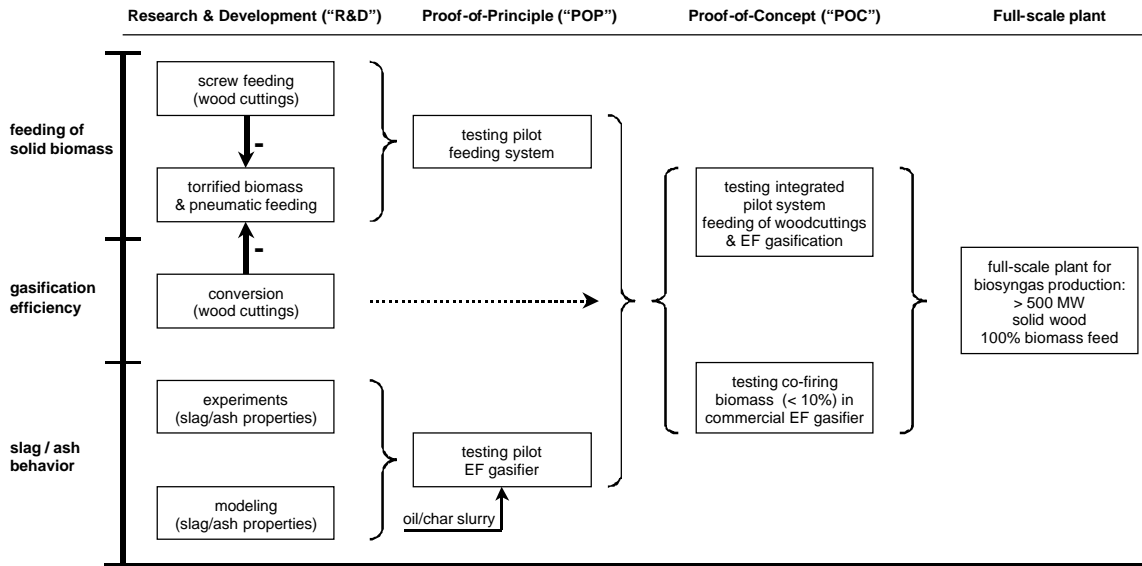 Research & Development (“R&D”)
Proof-of-Principle (“POP”)
Proof-of-Concept (“POC”)
Full-scale plant
feeding of
solid biomass
screw feeding
(wood cuttings)
-
torrified biomass
& pneumatic feeding
-
testing pilot
feeding system
gasification
efficiency
conversion
(wood cuttings)
slag / ash
behavior
experiments
(slag/ash properties)
modeling
(slag/ash properties)
testing pilot
EF gasifier
oil/char slurry
testing integrated
pilot system
feeding of woodcuttings
& EF gasification
testing co-firing
biomass (< 10%) in
commercial EF gasifier
full-scale plant for
biosyngas production:
> 500 MW
solid wood
100% biomass feed